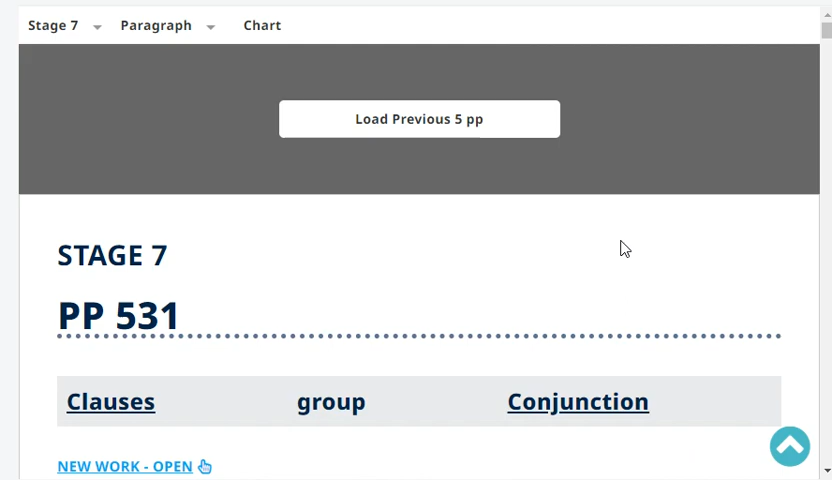 Stage 7 Paragraph Chart
Load Previous 5 pp
STAGE 7
PP 531
Clauses group Conjunction
NEW WORK - OPEN